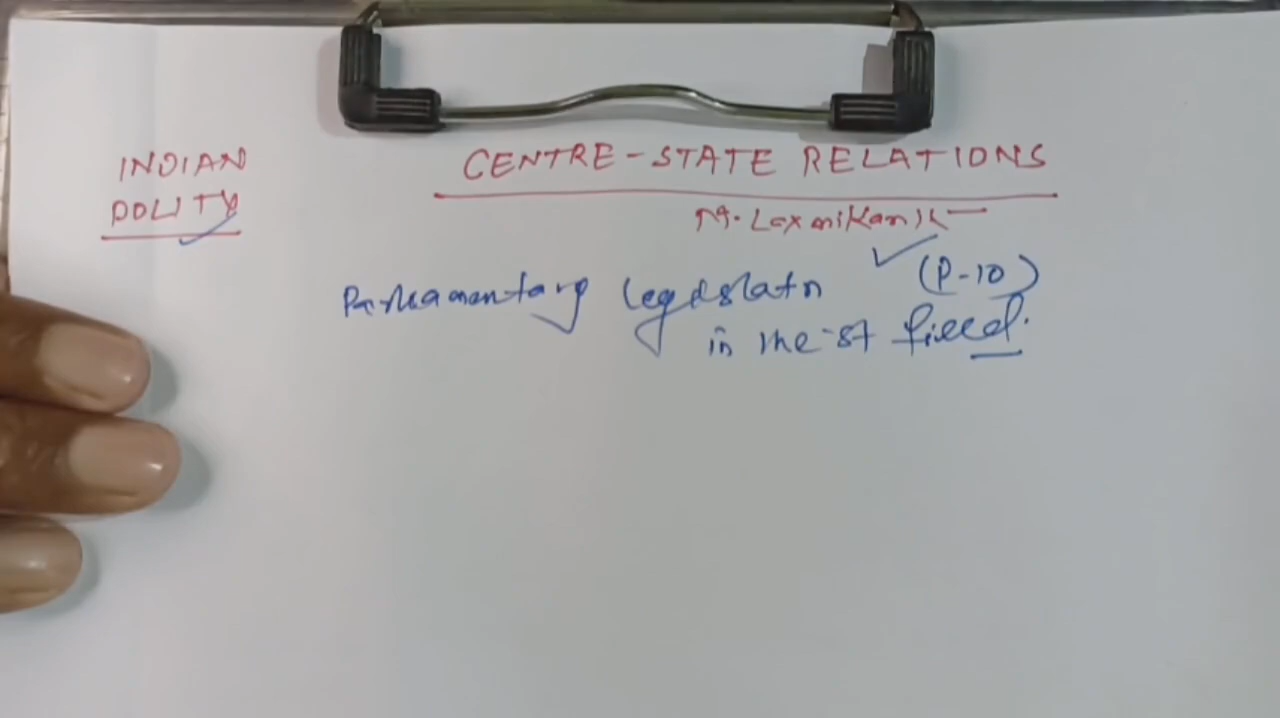 INDIAN
POLITY
CENTRE-STATE RELATIONS
M. Laxmikanth
Parliamentary legislatn (P-10)
in the st field.